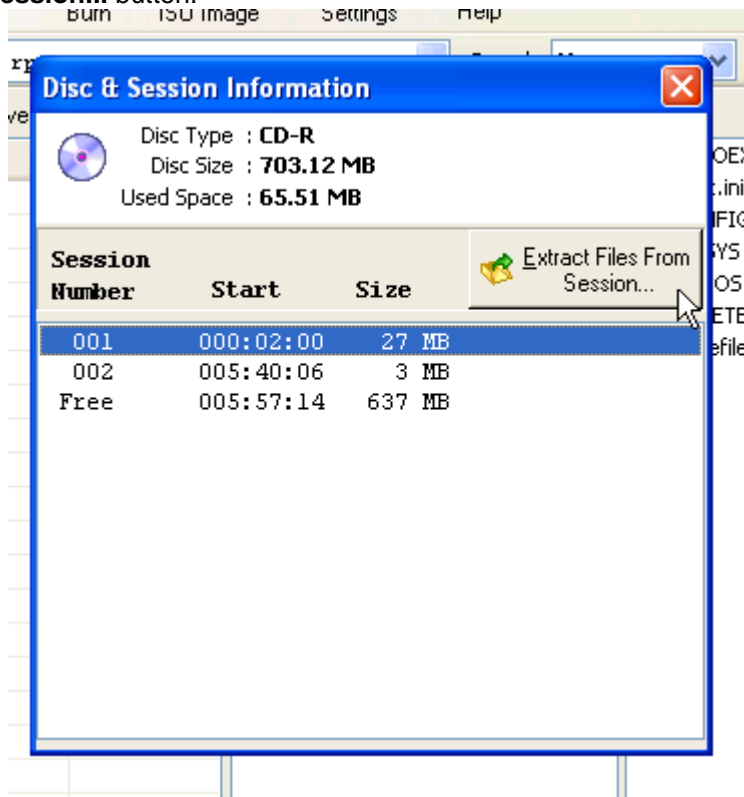 button.
Burn ISO Image Settings Help
Disc & Session Information
Disc Type : CD-R
Disc Size : 703.12 MB
Used Space : 65.51 MB
Session
Number Start Size
Extract Files From
Session...
001 000:02:00 27 MB
002 005:40:06 3 MB
Free 005:57:14 637 MB